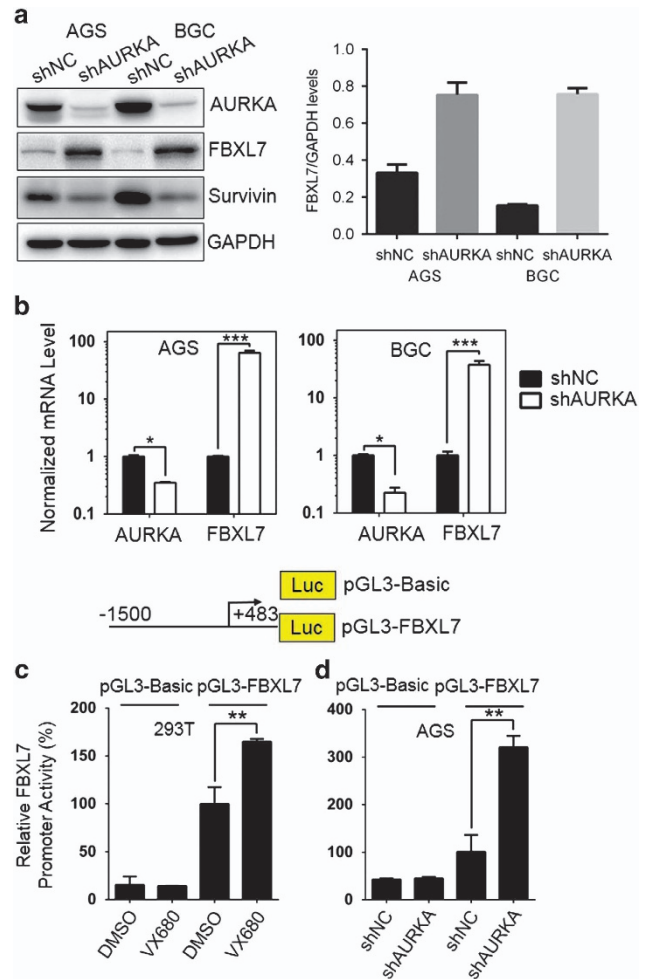 a
AGS BGC
shNC shAURKA shNC shAURKA
AURKA
FBXL7
Survivin
GAPDH
FBXL7/GAPDH levels
1.0
0.8
0.6
0.4
0.2
0.0
shNC shAURKA shNC shAURKA
AGS BGC
b
Normalized mRNA Level
100
10
1
0.1
AGS
*
***
AURKA FBXL7
100
10
1
0.1
BGC
*
***
AURKA FBXL7
shNC
shAURKA
Luc pGL3-Basic
-1500 +483 Luc pGL3-FBXL7
c
pGL3-Basic pGL3-FBXL7
293T
**
Relative FBXL7
Promoter Activity (%)
200
150
100
50
0
DMSO VX680 DMSO VX680
d
pGL3-Basic pGL3-FBXL7
AGS
**
400
300
200
100
0
shNC shAURKA shNC shAURKA